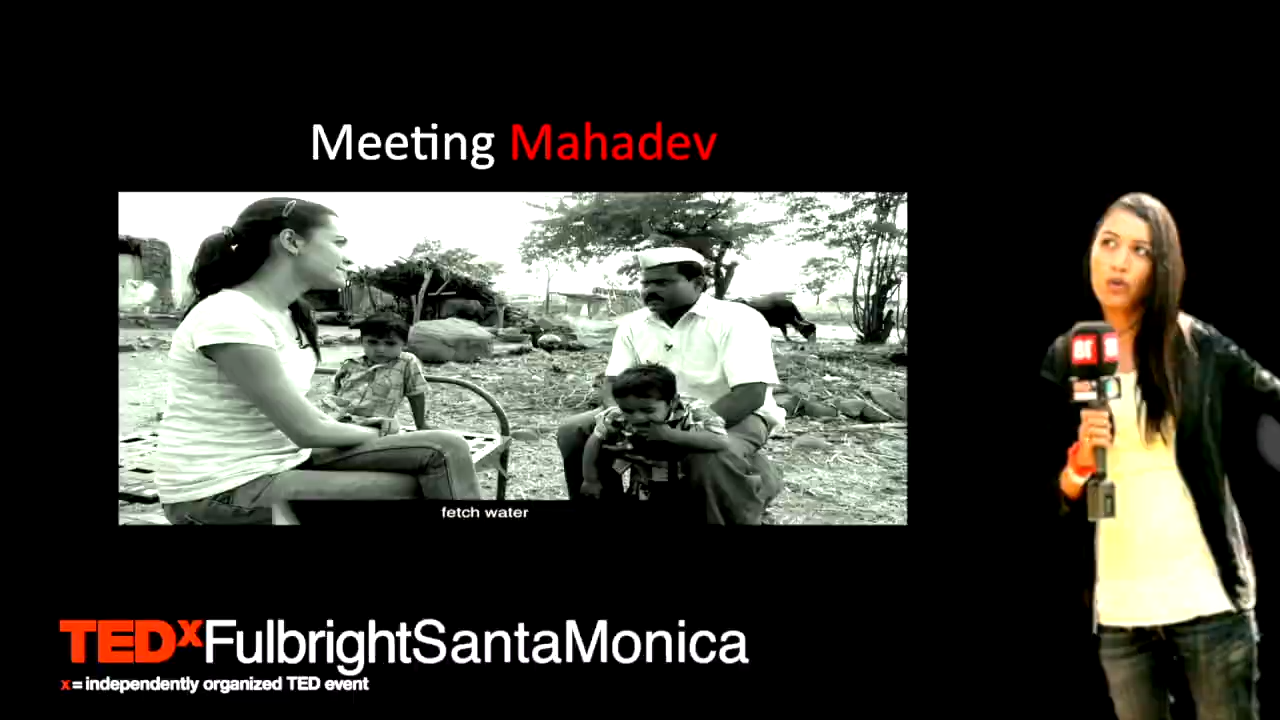 Meeting Mahadev
fetch water
TEDxFulbrightSantaMonica
x = independently organized TED event